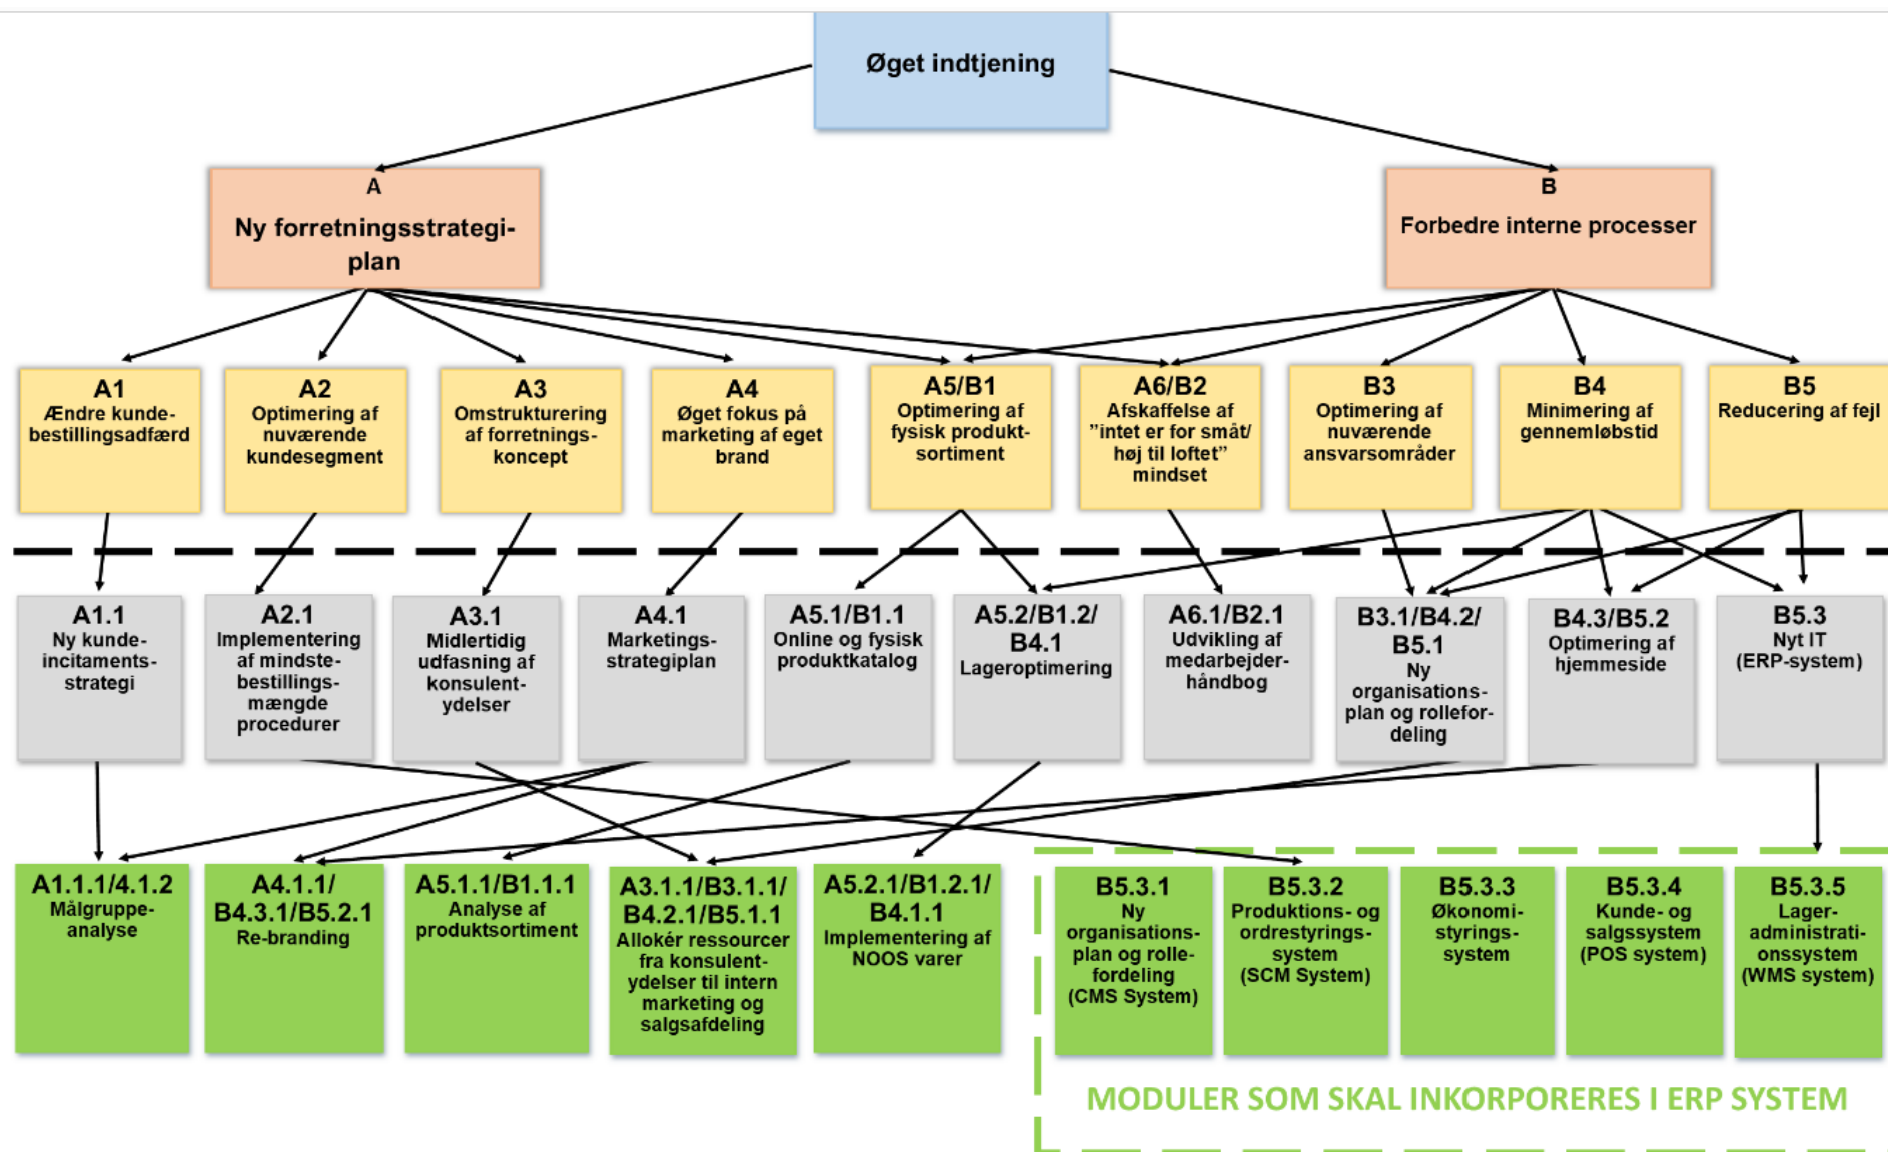 Øget indtjening
A
Ny forretningsstrategi-
plan
B
Forbedre interne processer
A1
Ændre kunde-
bestillingsadfærd
A2
Optimering af
nuværende
kundesegment
A3
Omstrukturering
af forretnings-
koncept
A4
Øget fokus på
marketing af eget
brand
A5/B1
Optimering af
fysisk produkt-
sortiment
A6/B2
Afskaffelse af
”intet er for småt/
høj til loftet”
mindset
B3
Optimering af
nuværende
ansvarsområder
B4
Minimering af
gennemløbstid
B5
Reducering af fejl
A1.1
Ny kunde-
incitaments-
strategi
A2.1
Implementering
af mindste-
bestillings-
mængde
procedurer
A3.1
Midlertidig
udfasning af
konsulent-
ydelser
A4.1
Marketings-
strategiplan
A5.1/B1.1
Online og fysisk
produktkatalog
A5.2/B1.2/
B4.1
Lageroptimering
A6.1/B2.1
Udvikling af
medarbejder-
håndbog
B3.1/B4.2/
B5.1
Ny
organisations-
plan og rollefor-
deling
B4.3/B5.2
Optimering af
hjemmeside
B5.3
Nyt IT
(ERP-system)
A1.1.1/4.1.2
Målgruppe-
analyse
A4.1.1/
B4.3.1/B5.2.1
Re-branding
A5.1.1/B1.1.1
Analyse af
produktsortiment
A3.1.1/B3.1.1/
B4.2.1/B5.1.1
Allokér ressourcer
fra konsulent-
ydelser til intern
marketing og
salgsafdeling
A5.2.1/B1.2.1/
B4.1.1
Implementering af
NOOS varer
B5.3.1
Ny
organisations-
plan og rolle-
fordeling
(CMS System)
B5.3.2
Produktions- og
ordrestyrings-
system
(SCM System)
B5.3.3
Økonomi-
styrings-
system
B5.3.4
Kunde- og
salgssystem
(POS system)
B5.3.5
Lager-
administrati-
onssystem
(WMS system)
MODULER SOM SKAL INKORPORERES I ERP SYSTEM